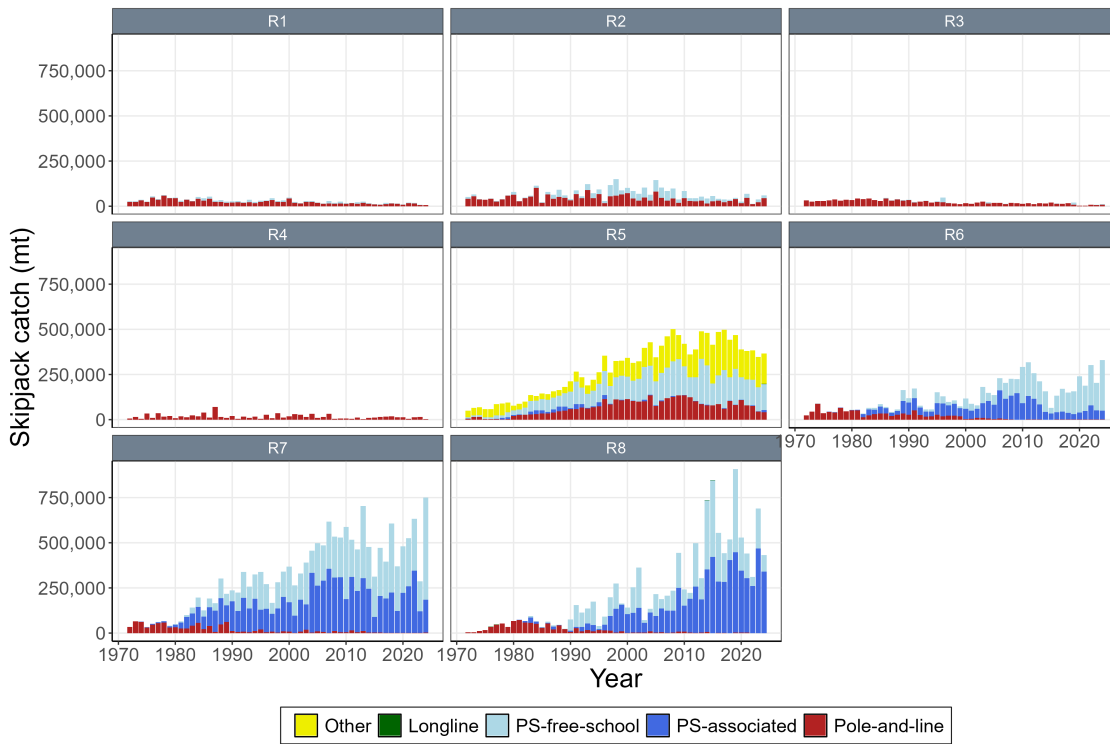 R1 R2 R3
750,000
500,000
250,000
0
R4 R5 R6
750,000
500,000
250,000
0
1970 1980 1990 2000 2010 2020
R7 R8
750,000
500,000
250,000
0
1970 1980 1990 2000 2010 2020 1970 1980 1990 2000 2010 2020
Skipjack catch (mt)
Year
Other Longline PS-free-school PS-associated Pole-and-line